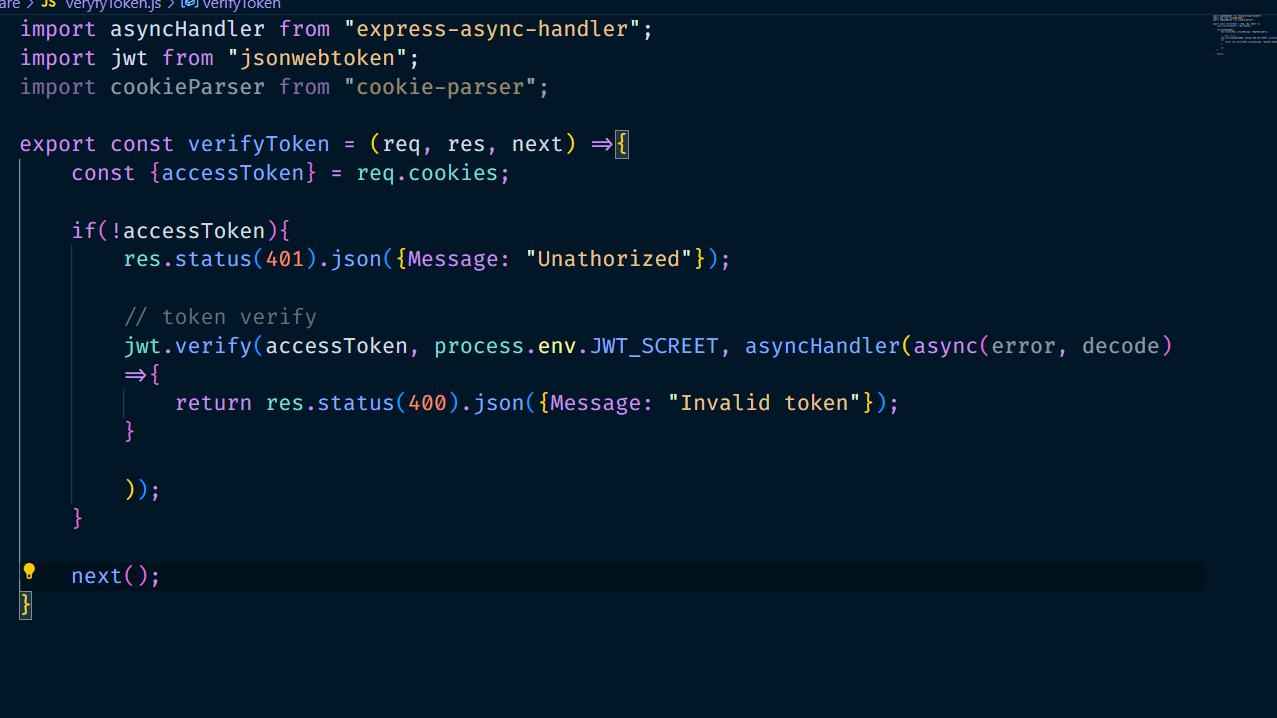 are > JS veryfyToken.js > verifyToken
import asyncHandler from "express-async-handler";
import jwt from "jsonwebtoken";
import cookieParser from "cookie-parser";
export const verifyToken = (req, res, next) =>{
const {accessToken} = req.cookies;
if(!accessToken){
res.status(401).json({Message: "Unathorized"});
// token verify
jwt.verify(accessToken, process.env.JWT_SCREET, asyncHandler(async(error, decode)
=>{
return res.status(400).json({Message: "Invalid token"});
}
));
}
next();
}